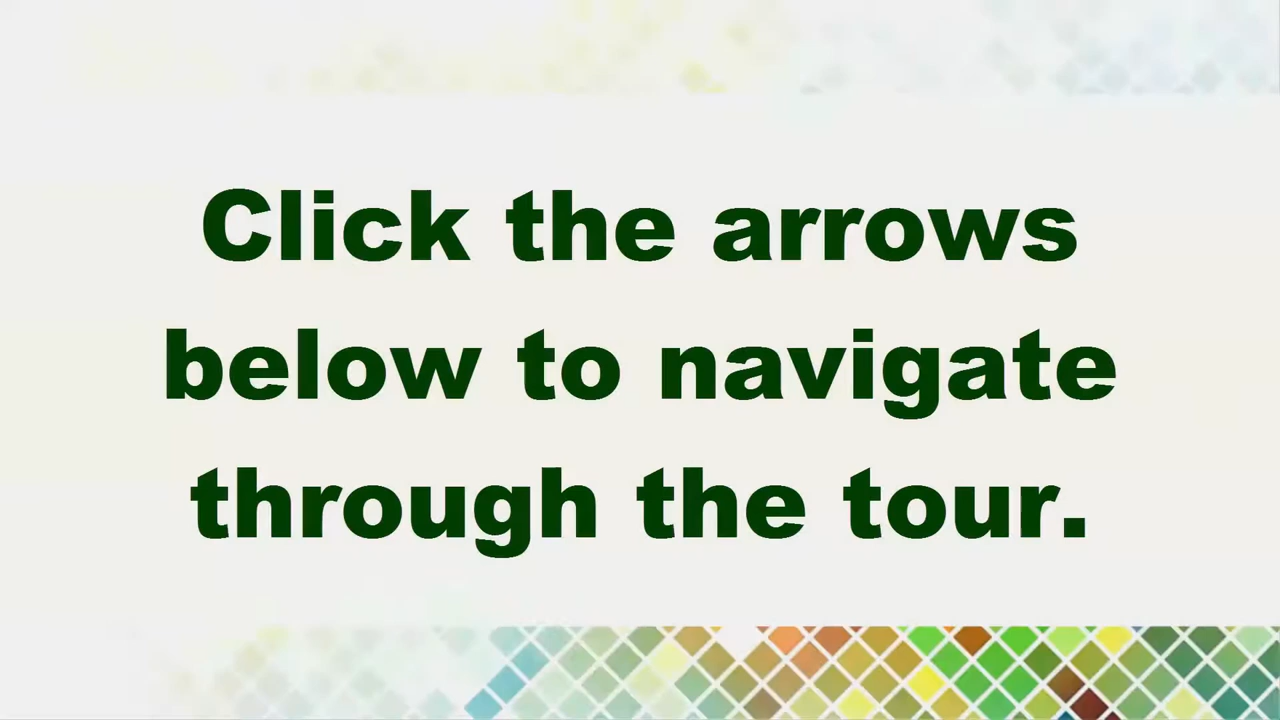 Click the arrows
below to navigate
through the tour.